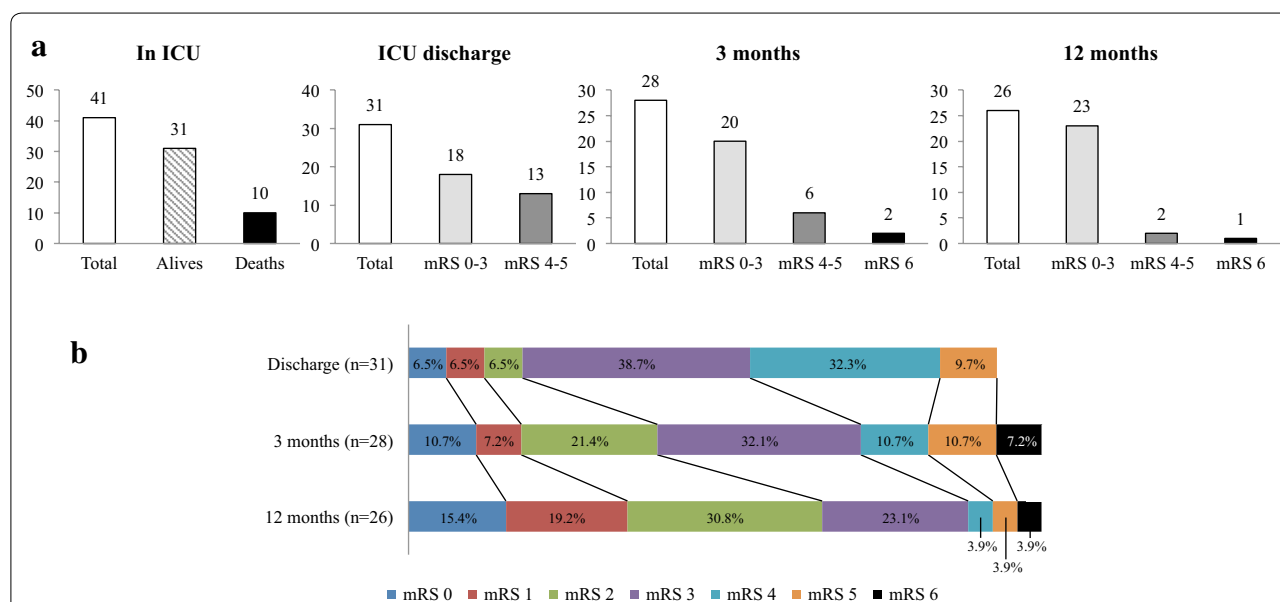 a
In ICU
ICU discharge
3 months
12 months
50
40
30
20
10
0
41
31
10
Total Alives Deaths
40
30
20
10
0
31
18
13
Total mRS 0-3 mRS 4-5
30
25
20
15
10
5
0
28
20
6
2
Total mRS 0-3 mRS 4-5 mRS 6
30
25
20
15
10
5
0
26
23
2
1
Total mRS 0-3 mRS 4-5 mRS 6
b
Discharge (n=31) 6.5% 6.5% 6.5% 38.7% 32.3% 9.7%
3 months (n=28) 10.7% 7.2% 21.4% 32.1% 10.7% 10.7% 7.2%
12 months (n=26) 15.4% 19.2% 30.8% 23.1%
3.9% 3.9%
3.9%
mRS 0 mRS 1 mRS 2 mRS 3 mRS 4 mRS 5 mRS 6